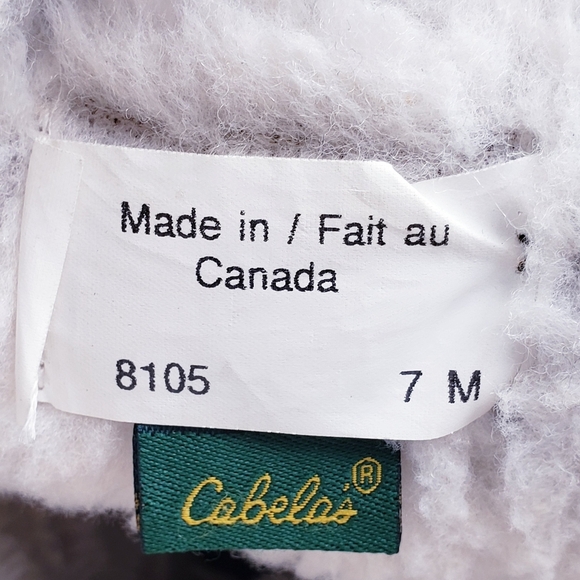 Made in / Fait au
Canada
8105 7 M
Cabela's®